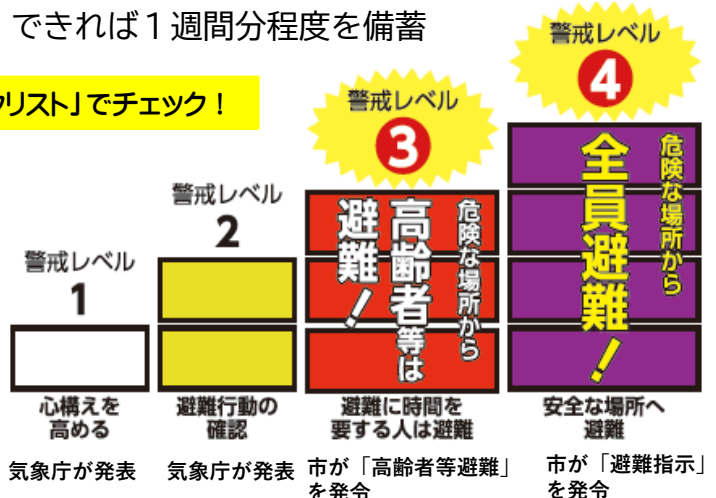 できれば１週間分程度を備蓄
クリスト」でチェック！
警戒レベル
1
心構えを
高める
気象庁が発表
警戒レベル
2
避難行動の
確認
気象庁が発表
警戒レベル
3
危険な場所から
高齢者等は
避難！
避難に時間を
要する人は避難
市が「高齢者等避難」
を発令
警戒レベル
4
危険な場所から
全員避難！
安全な場所へ
避難
市が「避難指示」
を発令